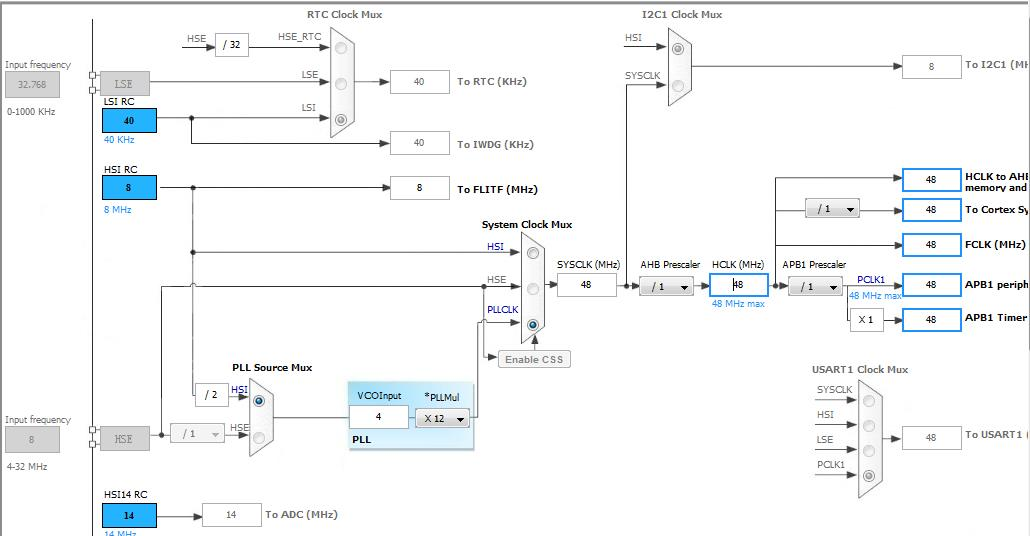 RTC Clock Mux
I2C1 Clock Mux
HSE
/ 32
HSE_RTC
HSI
Input frequency
32.768
0-1000 KHz
LSE
LSE
40
To RTC (KHz)
SYSCLK
8
To I2C1 (MH
LSI RC
40
40 KHz
LSI
40
To IWDG (KHz)
HSI RC
8
8 MHz
8
To FLITF (MHz)
48
HCLK to AHB
memory and
/ 1
48
To Cortex Sy
System Clock Mux
HSI
HSE
PLLCLK
SYSCLK (MHz)
48
AHB Prescaler
/ 1
HCLK (MHz)
48
48 MHz max
APB1 Prescaler
/ 1
48
FCLK (MHz)
PCLK1
48 MHz max
48
APB1 periph
X 1
48
APB1 Timer
Enable CSS
PLL Source Mux
/ 2
HSI
VCOInput
4
*PLLMul
X 12
PLL
Input frequency
8
4-32 MHz
HSE
/ 1
HSE
USART1 Clock Mux
SYSCLK
HSI
LSE
PCLK1
48
To USART1 (
HSI14 RC
14
14 MHz
14
To ADC (MHz)